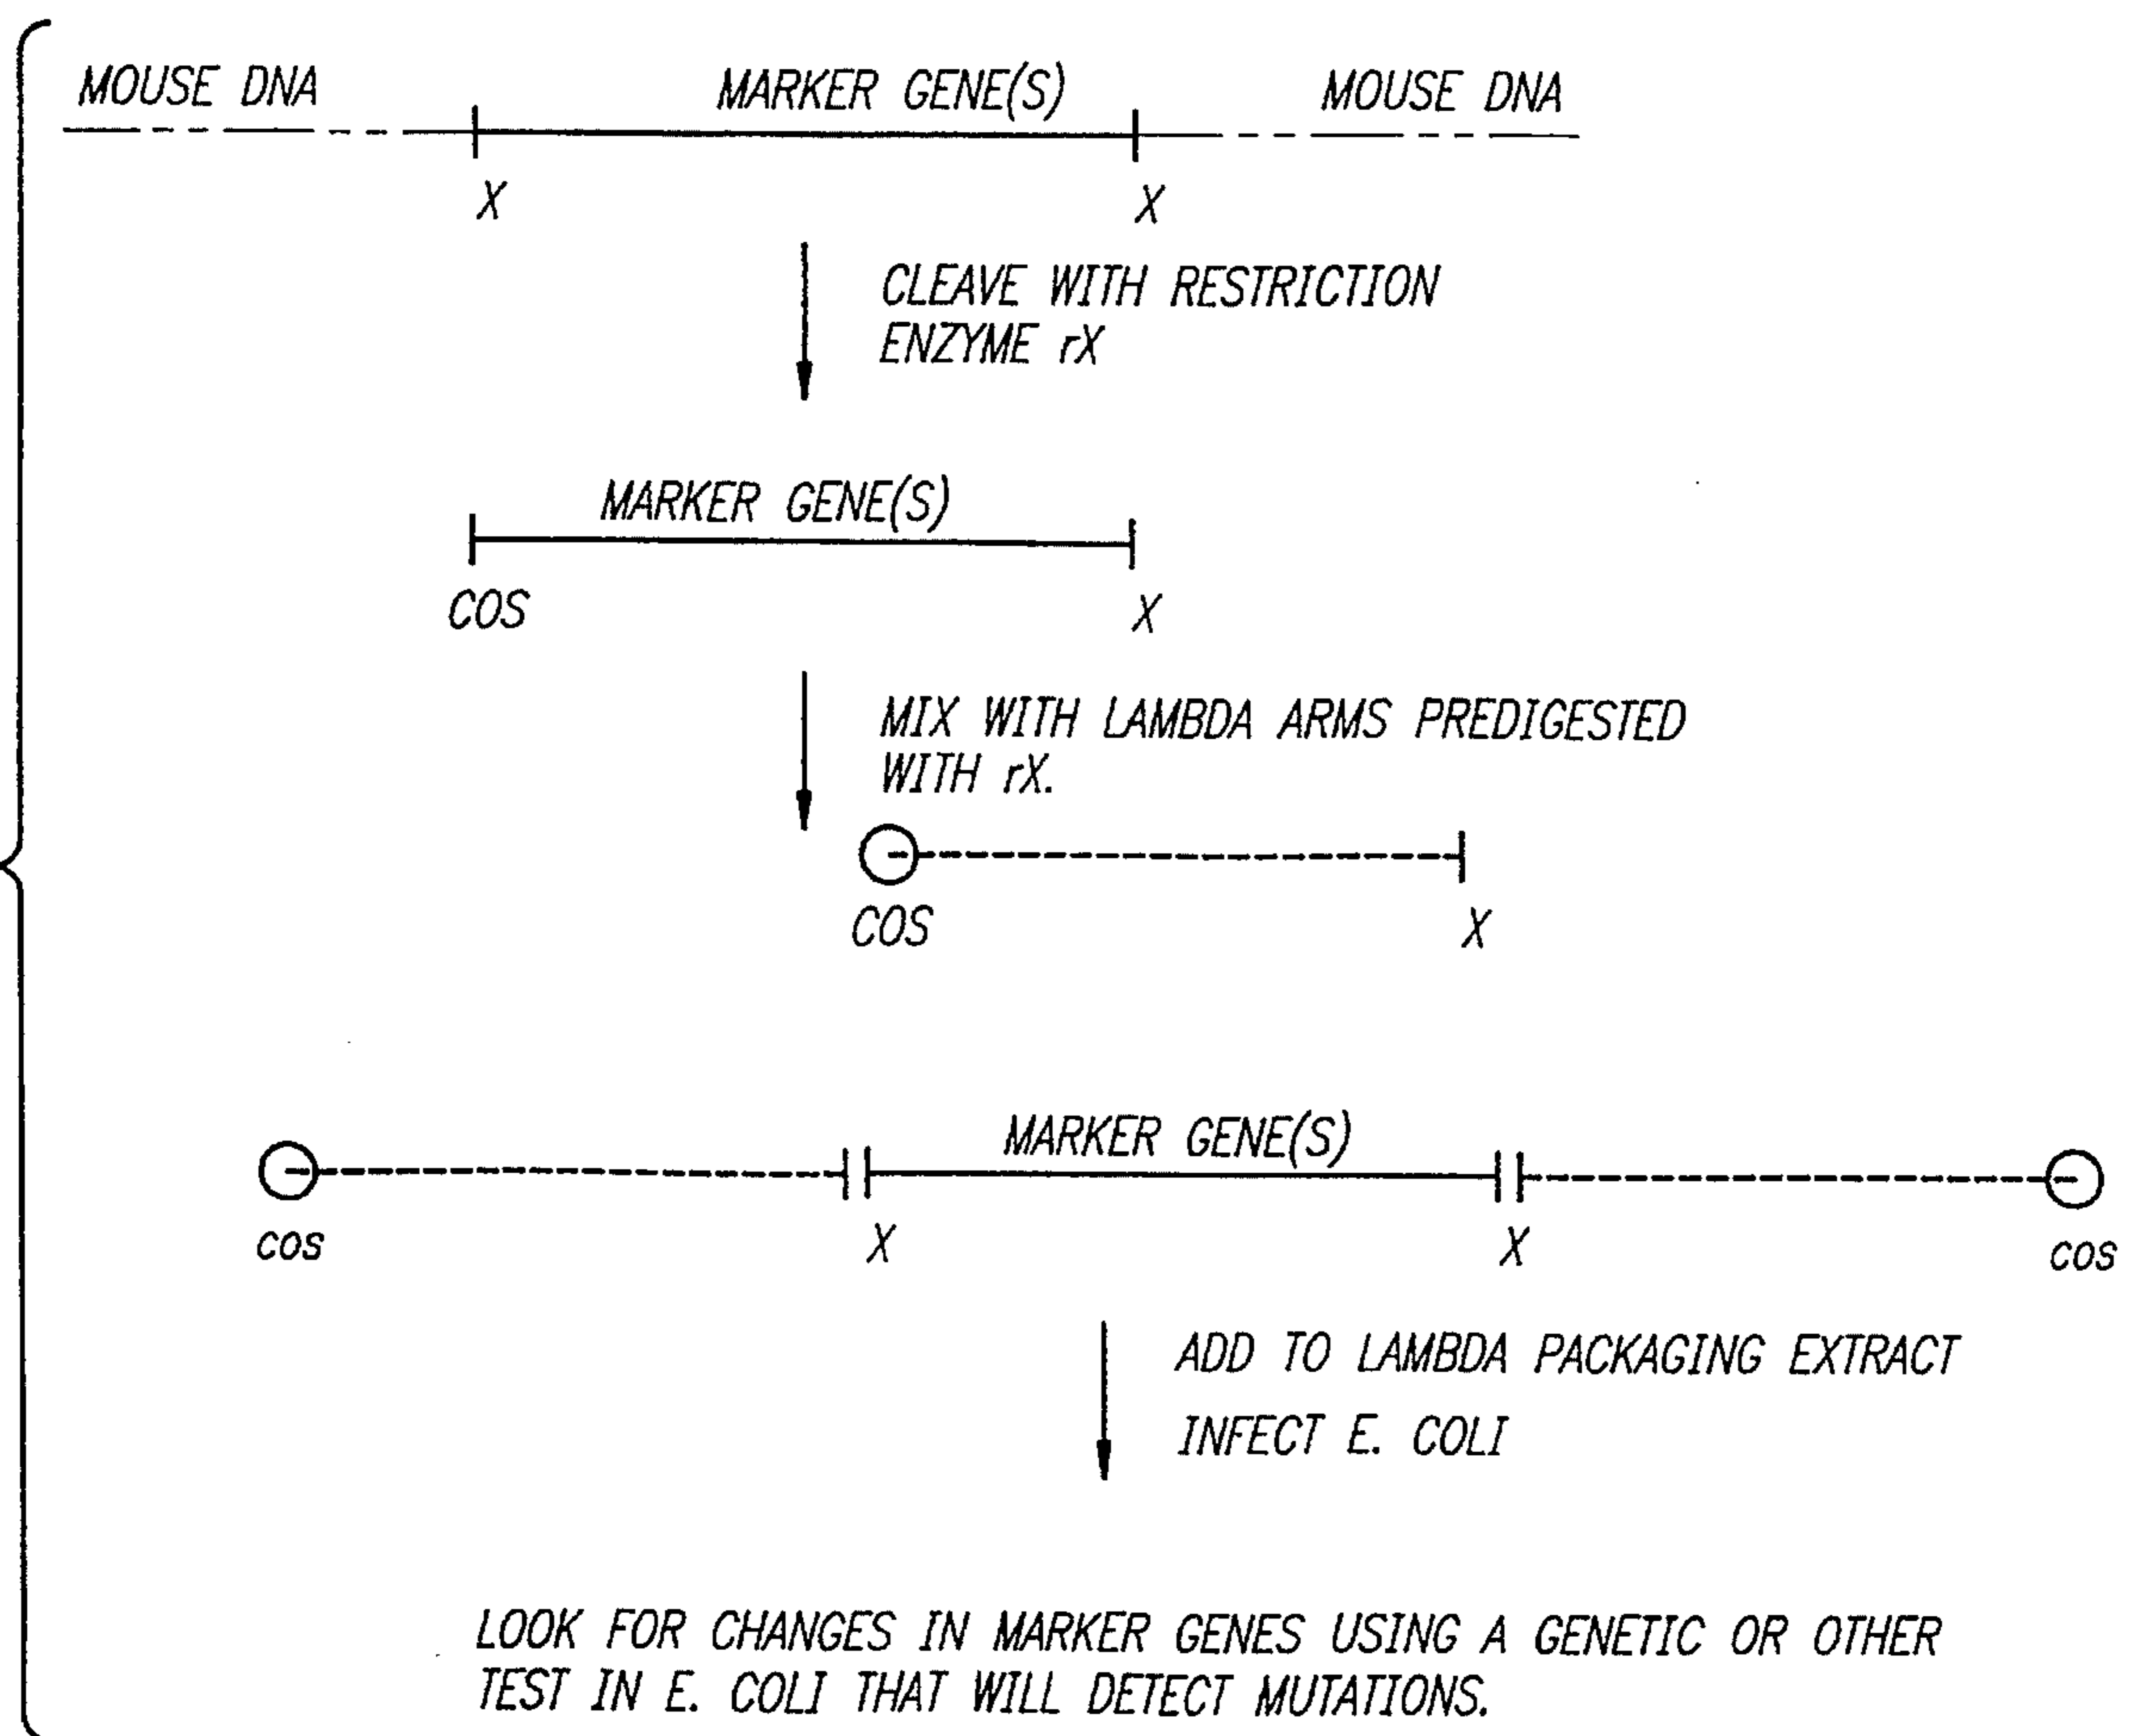 MOUSE DNA MARKER GENE(S) MOUSE DNA
X X
CLEAVE WITH RESTRICTION
ENZYME rX
MARKER GENE(S)
COS X
MIX WITH LAMBDA ARMS PREDIGESTED
WITH rX.
COS X
MARKER GENE(S)
cos X X cos
ADD TO LAMBDA PACKAGING EXTRACT
INFECT E. COLI
LOOK FOR CHANGES IN MARKER GENES USING A GENETIC OR OTHER
TEST IN E. COLI THAT WILL DETECT MUTATIONS.